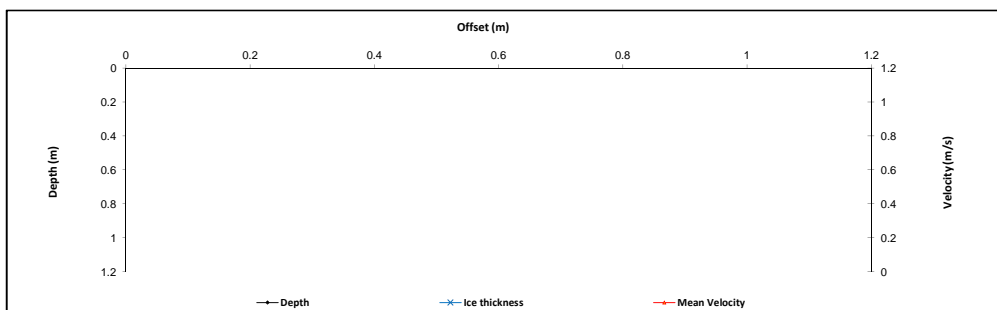 Offset (m)
0 0.2 0.4 0.6 0.8 1 1.2
0 1.2
0.2 1
0.4 0.8
0.6 0.6
0.8 0.4
1 0.2
1.2 0
Depth (m)
Velocity (m/s)
Depth Ice thickness Mean Velocity